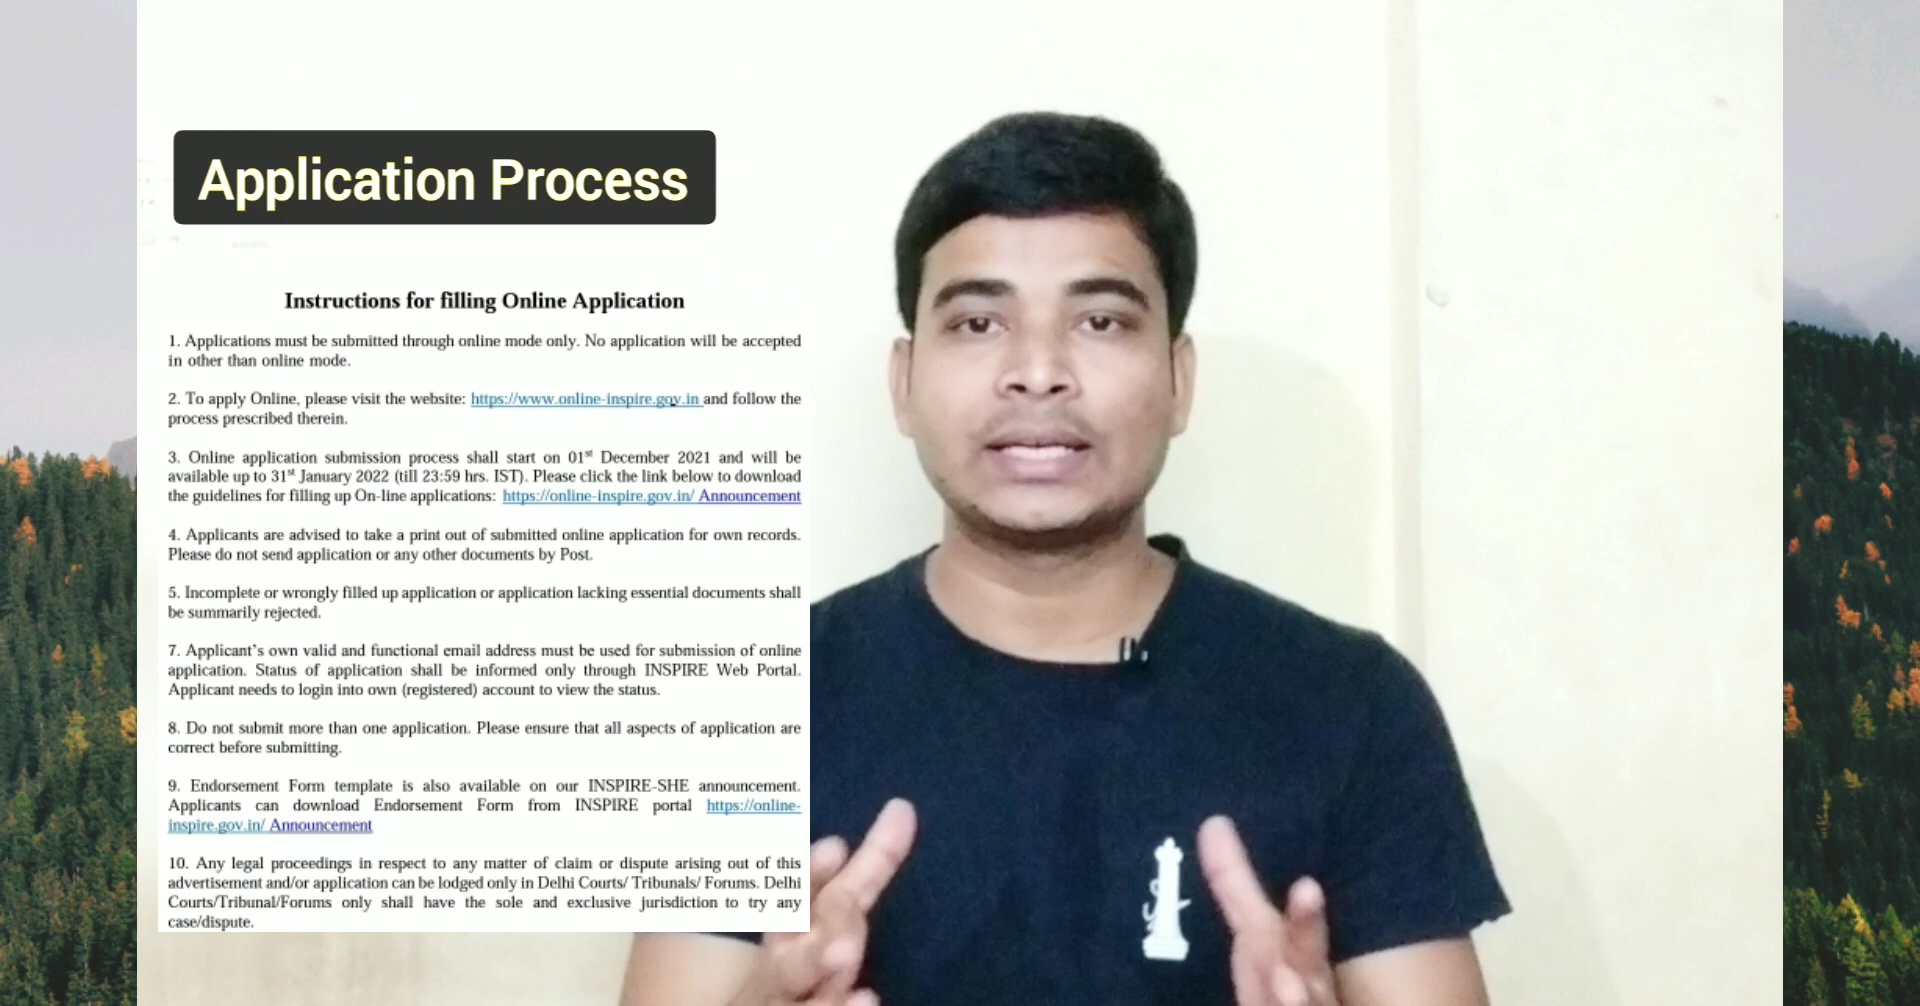 Application Process
Instructions for filling Online Application
1. Applications must be submitted through online mode only. No application will be accepted
in other than online mode.
2. To apply Online, please visit the website: https://www.online-inspire.gov.in and follow the
process prescribed therein.
3. Online application submission process shall start on 01st December 2021 and will be
available up to 31st January 2022 (till 23:59 hrs. IST). Please click the link below to download
the guidelines for filling up On-line applications: https://online-inspire.gov.in/ Announcement
4. Applicants are advised to take a print out of submitted online application for own records.
Please do not send application or any other documents by Post.
5. Incomplete or wrongly filled up application or application lacking essential documents shall
be summarily rejected.
7. Applicant's own valid and functional email address must be used for submission of online
application. Status of application shall be informed only through INSPIRE Web Portal.
Applicant needs to login into own (registered) account to view the status.
8. Do not submit more than one application. Please ensure that all aspects of application are
correct before submitting.
9. Endorsement Form template is also available on our INSPIRE-SHE announcement.
Applicants can download Endorsement Form from INSPIRE portal https://online-
inspire.gov.in/ Announcement
10. Any legal proceedings in respect to any matter of claim or dispute arising out of this
advertisement and/or application can be lodged only in Delhi Courts/ Tribunals/ Forums. Delhi
Courts/Tribunal/Forums only shall have the sole and exclusive jurisdiction to try any
case/dispute.